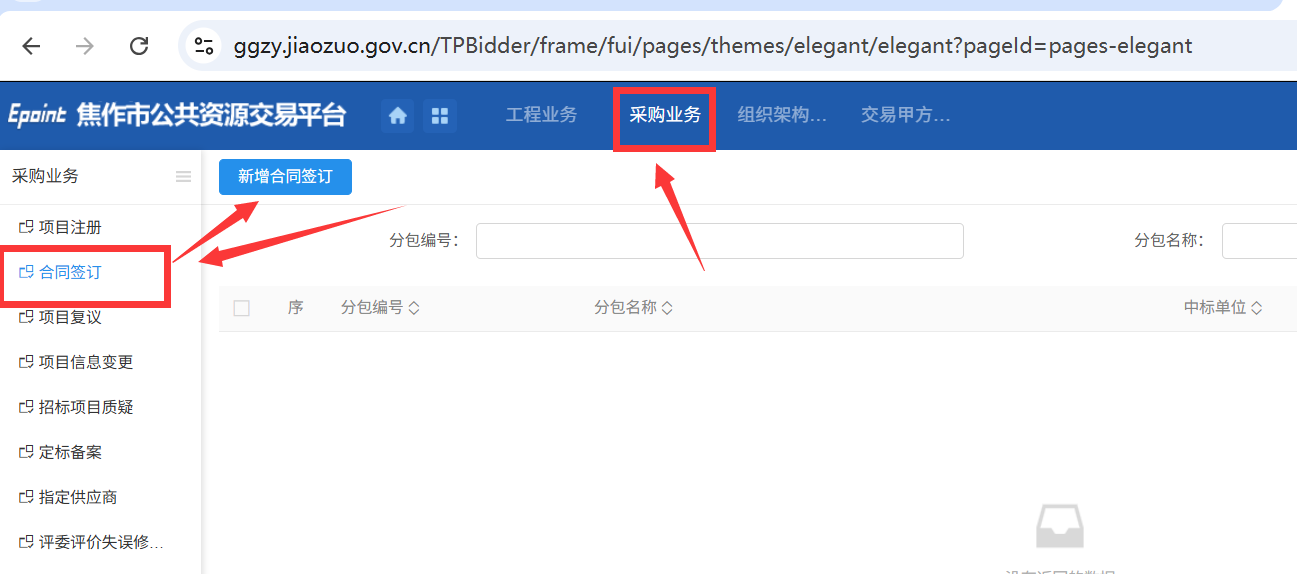 ggzy.jiaozuo.gov.cn/TPBidder/frame/fui/pages/themes/elegant/elegant?pageId=pages-elegant
Epoint 焦作市公共资源交易平台
工程业务
采购业务
组织架构...
交易甲方...
采购业务
新增合同签订
项目注册
合同签订
项目复议
项目信息变更
招标项目质疑
定标备案
指定供应商
评委评价失误修...
分包编号：
分包名称：
序
分包编号
分包名称
中标单位